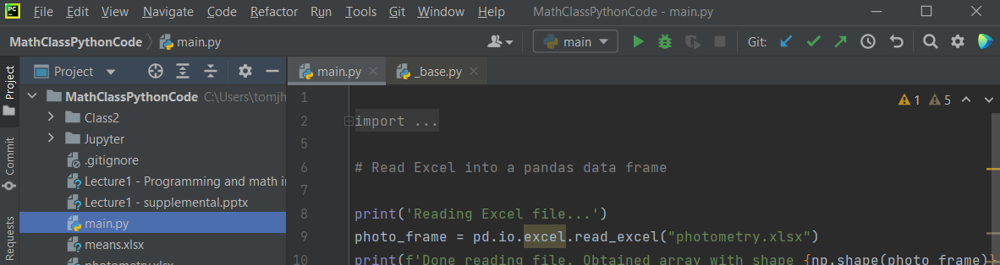 PC File Edit View Navigate Code Refactor Run Tools Git Window Help MathClassPythonCode - main.py
MathClassPythonCode main.py main Git:
Project Project main.py _base.py
MathClassPythonCode C:\Users\tomjh 1 1 5
Class2 2 import ...
Jupyter 5
.gitignore 6 # Read Excel into a pandas data frame
Commit
Lecture1 - Programming and math in 7
Lecture1 - supplemental.pptx 8 print('Reading Excel file...')
main.py 9 photo_frame = pd.io.excel.read_excel("photometry.xlsx")
Requests
means.xlsx 10 print(f'Done reading file. Obtained array with shape {np.shape(photo_frame)}
photometry.xlsx